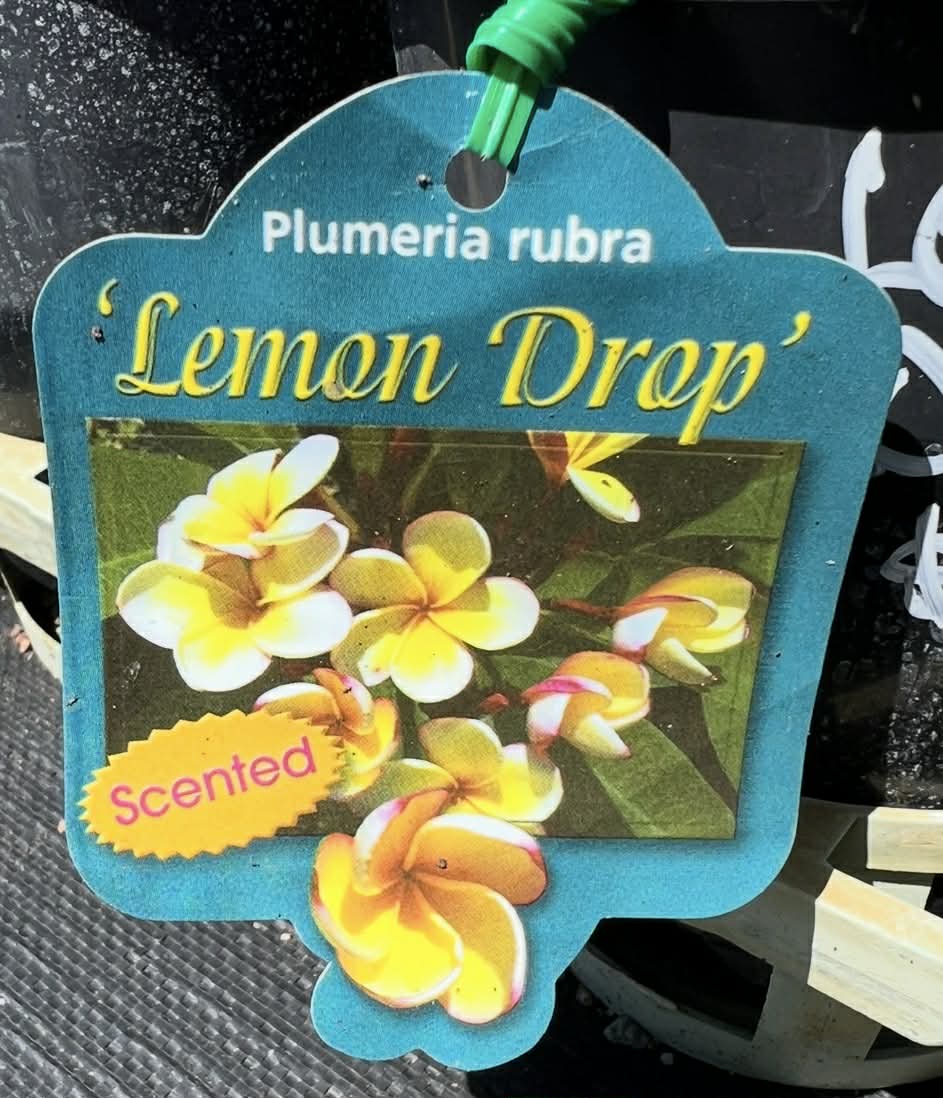 Plumeria rubra
‘Lemon Drop’
Scented